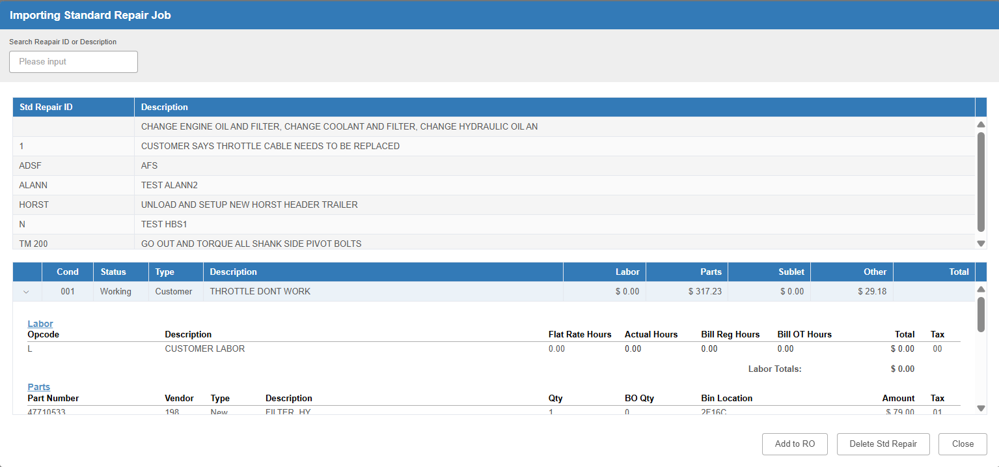 Importing Standard Repair Job
Search Reapair ID or Description
Please input
Std Repair ID Description
CHANGE ENGINE OIL AND FILTER, CHANGE COOLANT AND FILTER, CHANGE HYDRAULIC OIL AN
1 CUSTOMER SAYS THROTTLE CABLE NEEDS TO BE REPLACED
ADSF AFS
ALANN TEST ALANN2
HORST UNLOAD AND SETUP NEW HORST HEADER TRAILER
N TEST HBS1
TM 200 GO OUT AND TORQUE ALL SHANK SIDE PIVOT BOLTS
Cond Status Type Description Labor Parts Sublet Other Total
001 Working Customer THROTTLE DONT WORK $ 0.00 $ 317.23 $ 0.00 $ 29.18
Labor
Opcode Description Flat Rate Hours Actual Hours Bill Reg Hours Bill OT Hours Total Tax
L CUSTOMER LABOR 0.00 0.00 0.00 0.00 $ 0.00 00
Labor Totals: $ 0.00
Parts
Part Number Vendor Type Description Qty BO Qty Bin Location Amount Tax
47710533 198 New FILTER, HY 1 0 2F16C $ 79.00 01
Add to RO Delete Std Repair Close